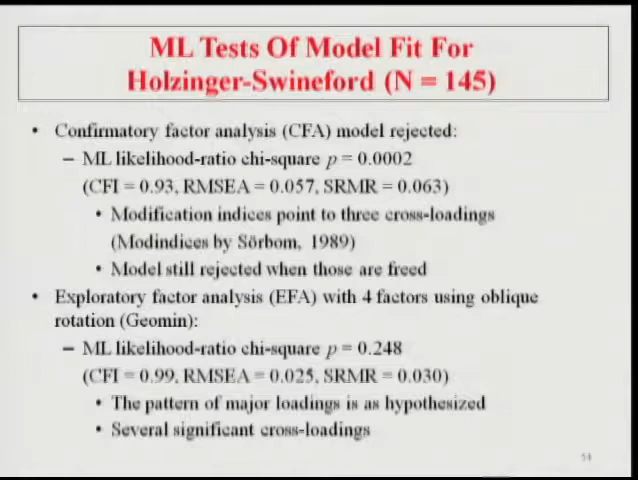 ML Tests Of Model Fit For
Holzinger-Swineford (N = 145)
• Confirmatory factor analysis (CFA) model rejected:
– ML likelihood-ratio chi-square p = 0.0002
(CFI = 0.93, RMSEA = 0.057, SRMR = 0.063)
• Modification indices point to three cross-loadings
(Modindices by Sörbom, 1989)
• Model still rejected when those are freed
• Exploratory factor analysis (EFA) with 4 factors using oblique
rotation (Geomin):
– ML likelihood-ratio chi-square p = 0.248
(CFI = 0.99, RMSEA = 0.025, SRMR = 0.030)
• The pattern of major loadings is as hypothesized
• Several significant cross-loadings